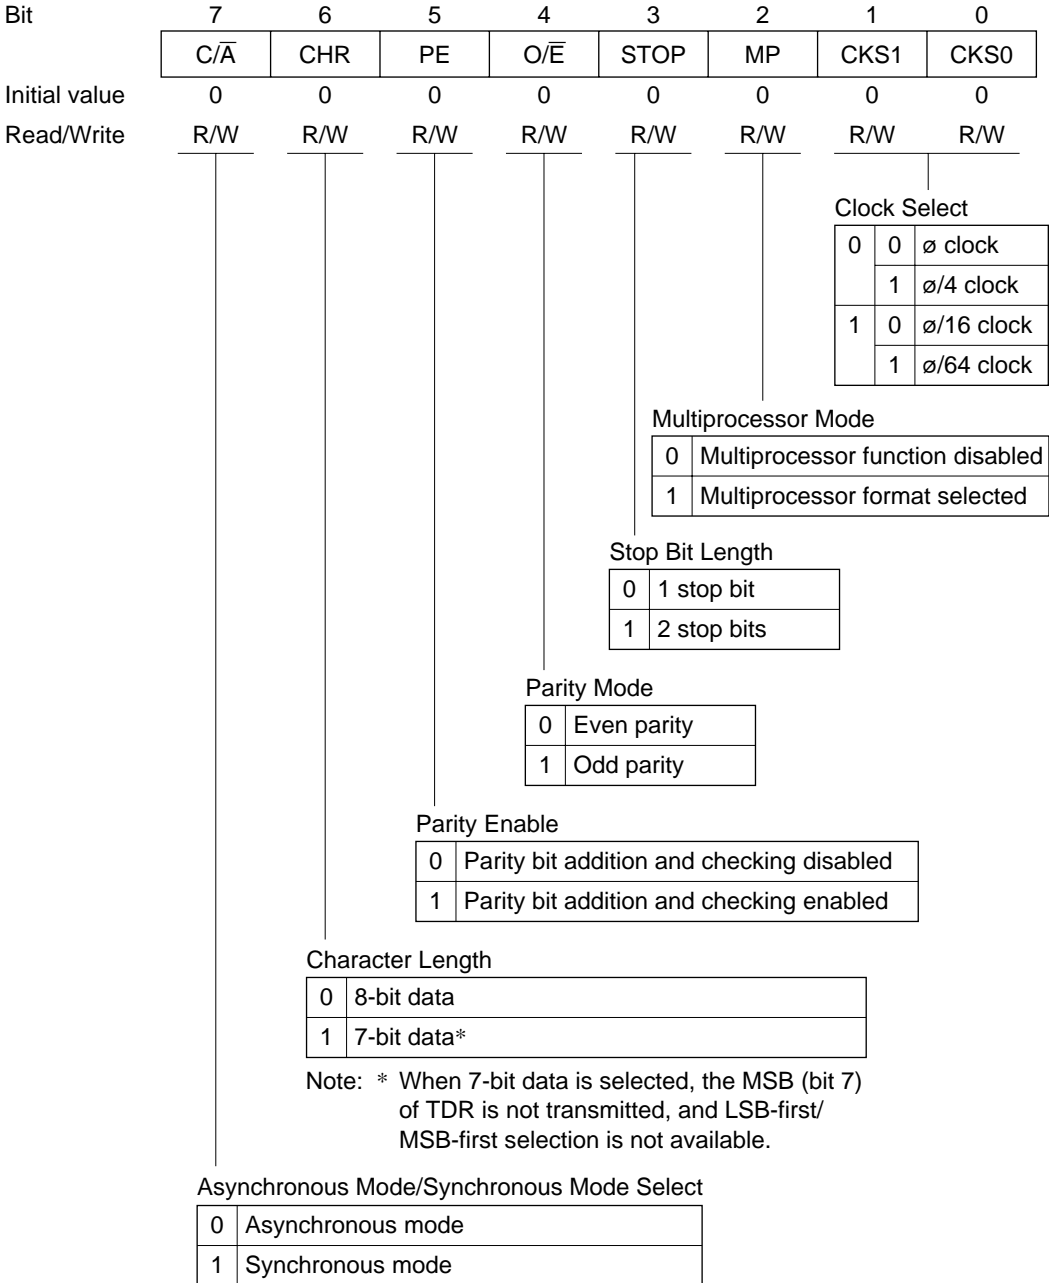 Bit 7 6 5 4 3 2 1 0
C/A̅ CHR PE O/E̅ STOP MP CKS1 CKS0
Initial value 0 0 0 0 0 0 0 0
Read/Write R/W R/W R/W R/W R/W R/W R/W R/W
Clock Select
0 0 ø clock
1 ø/4 clock
1 0 ø/16 clock
1 ø/64 clock
Multiprocessor Mode
0 Multiprocessor function disabled
1 Multiprocessor format selected
Stop Bit Length
0 1 stop bit
1 2 stop bits
Parity Mode
0 Even parity
1 Odd parity
Parity Enable
0 Parity bit addition and checking disabled
1 Parity bit addition and checking enabled
Character Length
0 8-bit data
1 7-bit data*
Note: * When 7-bit data is selected, the MSB (bit 7)
of TDR is not transmitted, and LSB-first/
MSB-first selection is not available.
Asynchronous Mode/Synchronous Mode Select
0 Asynchronous mode
1 Synchronous mode